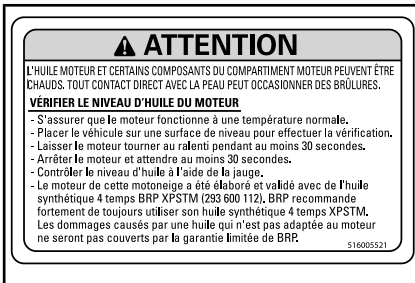 ATTENTION
L'HUILE MOTEUR ET CERTAINS COMPOSANTS DU COMPARTIMENT MOTEUR PEUVENT ÊTRE
CHAUDS. TOUT CONTACT DIRECT AVEC LA PEAU PEUT OCCASIONNER DES BRÛLURES.
VÉRIFIER LE NIVEAU D'HUILE DU MOTEUR
- S'assurer que le moteur fonctionne à une température normale.
- Placer le véhicule sur une surface de niveau pour effectuer la vérification.
- Laisser le moteur tourner au ralenti pendant au moins 30 secondes.
- Arrêter le moteur et attendre au moins 30 secondes.
- Contrôler le niveau d'huile à l'aide de la jauge.
- Le moteur de cette motoneige a été élaboré et validé avec de l'huile
synthétique 4 temps BRP XPSTM (293 600 112). BRP recommande
fortement de toujours utiliser son huile synthétique 4 temps XPSTM.
Les dommages causés par une huile qui n'est pas adaptée au moteur
ne seront pas couverts par la garantie limitée de BRP.
516005521